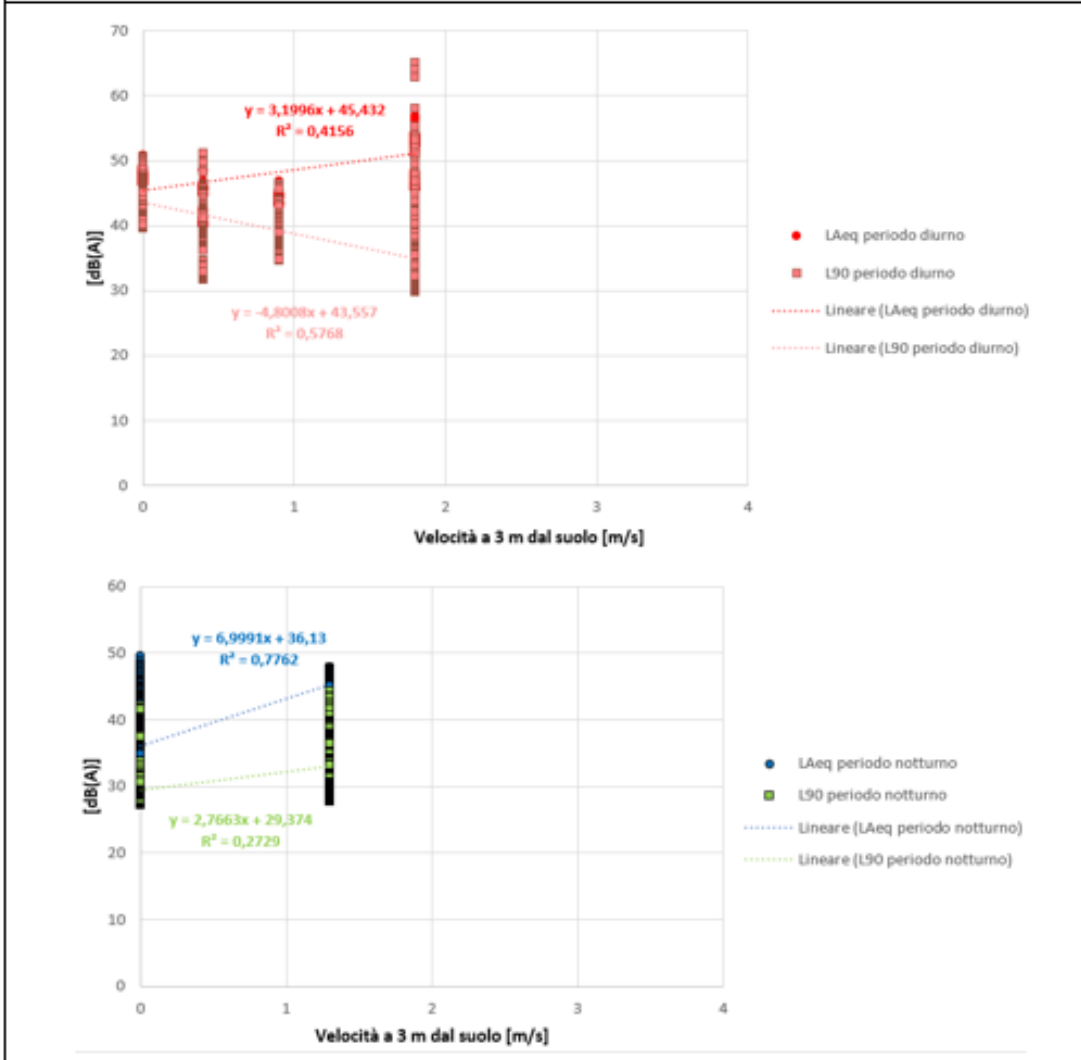 70
60
50
40
30
20
10
0
[dB(A)]
y = 3,1996x + 45,432
R² = 0,4156
y = -4,8008x + 43,557
R² = 0,5768
0 1 2 3 4
Velocità a 3 m dal suolo [m/s]
LAeq periodo diurno
L90 periodo diurno
Lineare (LAeq periodo diurno)
Lineare (L90 periodo diurno)
60
50
40
30
20
10
0
[dB(A)]
y = 6,9991x + 36,13
R² = 0,7762
y = 2,7663x + 29,374
R² = 0,2729
0 1 2 3 4
Velocità a 3 m dal suolo [m/s]
LAeq periodo notturno
L90 periodo notturno
Lineare (LAeq periodo notturno)
Lineare (L90 periodo notturno)